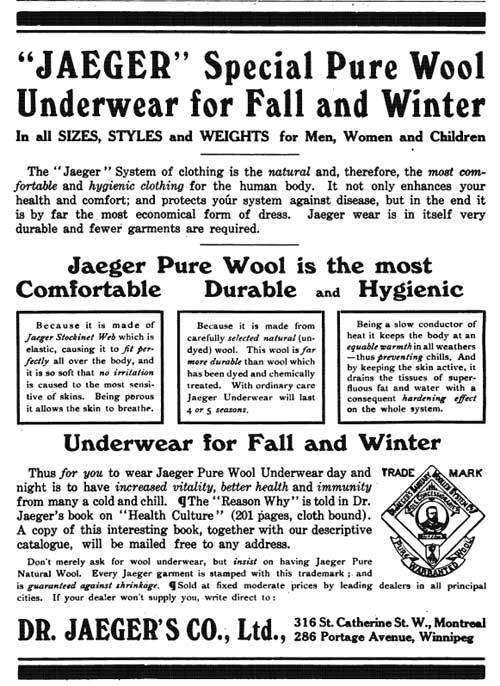 "JAEGER" Special Pure Wool
Underwear for Fall and Winter
In all SIZES, STYLES and WEIGHTS for Men, Women and Children
The "Jaeger" System of clothing is the natural and, therefore, the most com-
fortable and hygienic clothing for the human body. It not only enhances your
health and comfort; and protects your system against disease, but in the end it
is by far the most economical form of dress. Jaeger wear is in itself very
durable and fewer garments are required.
Jaeger Pure Wool is the most
Comfortable Durable and Hygienic
Because it is made of
Jaeger Stockinet Web which is
elastic, causing it to fit per-
fectly all over the body, and
it is so soft that no irritation
is caused to the most sensi-
tive of skins. Being porous
it allows the skin to breathe.
Because it is made from
carefully selected natural (un-
dyed) wool. This wool is far
more durable than wool which
has been dyed and chemically
treated. With ordinary care
Jaeger Underwear will last
4 or 5 seasons.
Being a slow conductor of
heat it keeps the body at an
equable warmth in all weathers
—thus preventing chills. And
by keeping the skin active, it
drains the tissues of super-
fluous fat and water with a
consequent hardening effect
on the whole system.
Underwear for Fall and Winter
Thus for you to wear Jaeger Pure Wool Underwear day and
night is to have increased vitality, better health and immunity
from many a cold and chill. ¶The "Reason Why" is told in Dr.
Jaeger's book on "Health Culture" (201 pages, cloth bound).
A copy of this interesting book, together with our descriptive
catalogue, will be mailed free to any address.
TRADE MARK
PURE WARRANTED WOOL
Don't merely ask for wool underwear, but insist on having Jaeger Pure
Natural Wool. Every Jaeger garment is stamped with this trademark; and
is guaranteed against shrinkage. ¶Sold at fixed moderate prices by leading dealers in all principal
cities. If your dealer won't supply you, write direct to:
DR. JAEGER'S CO., Ltd.,
316 St. Catherine St. W., Montreal
286 Portage Avenue, Winnipeg